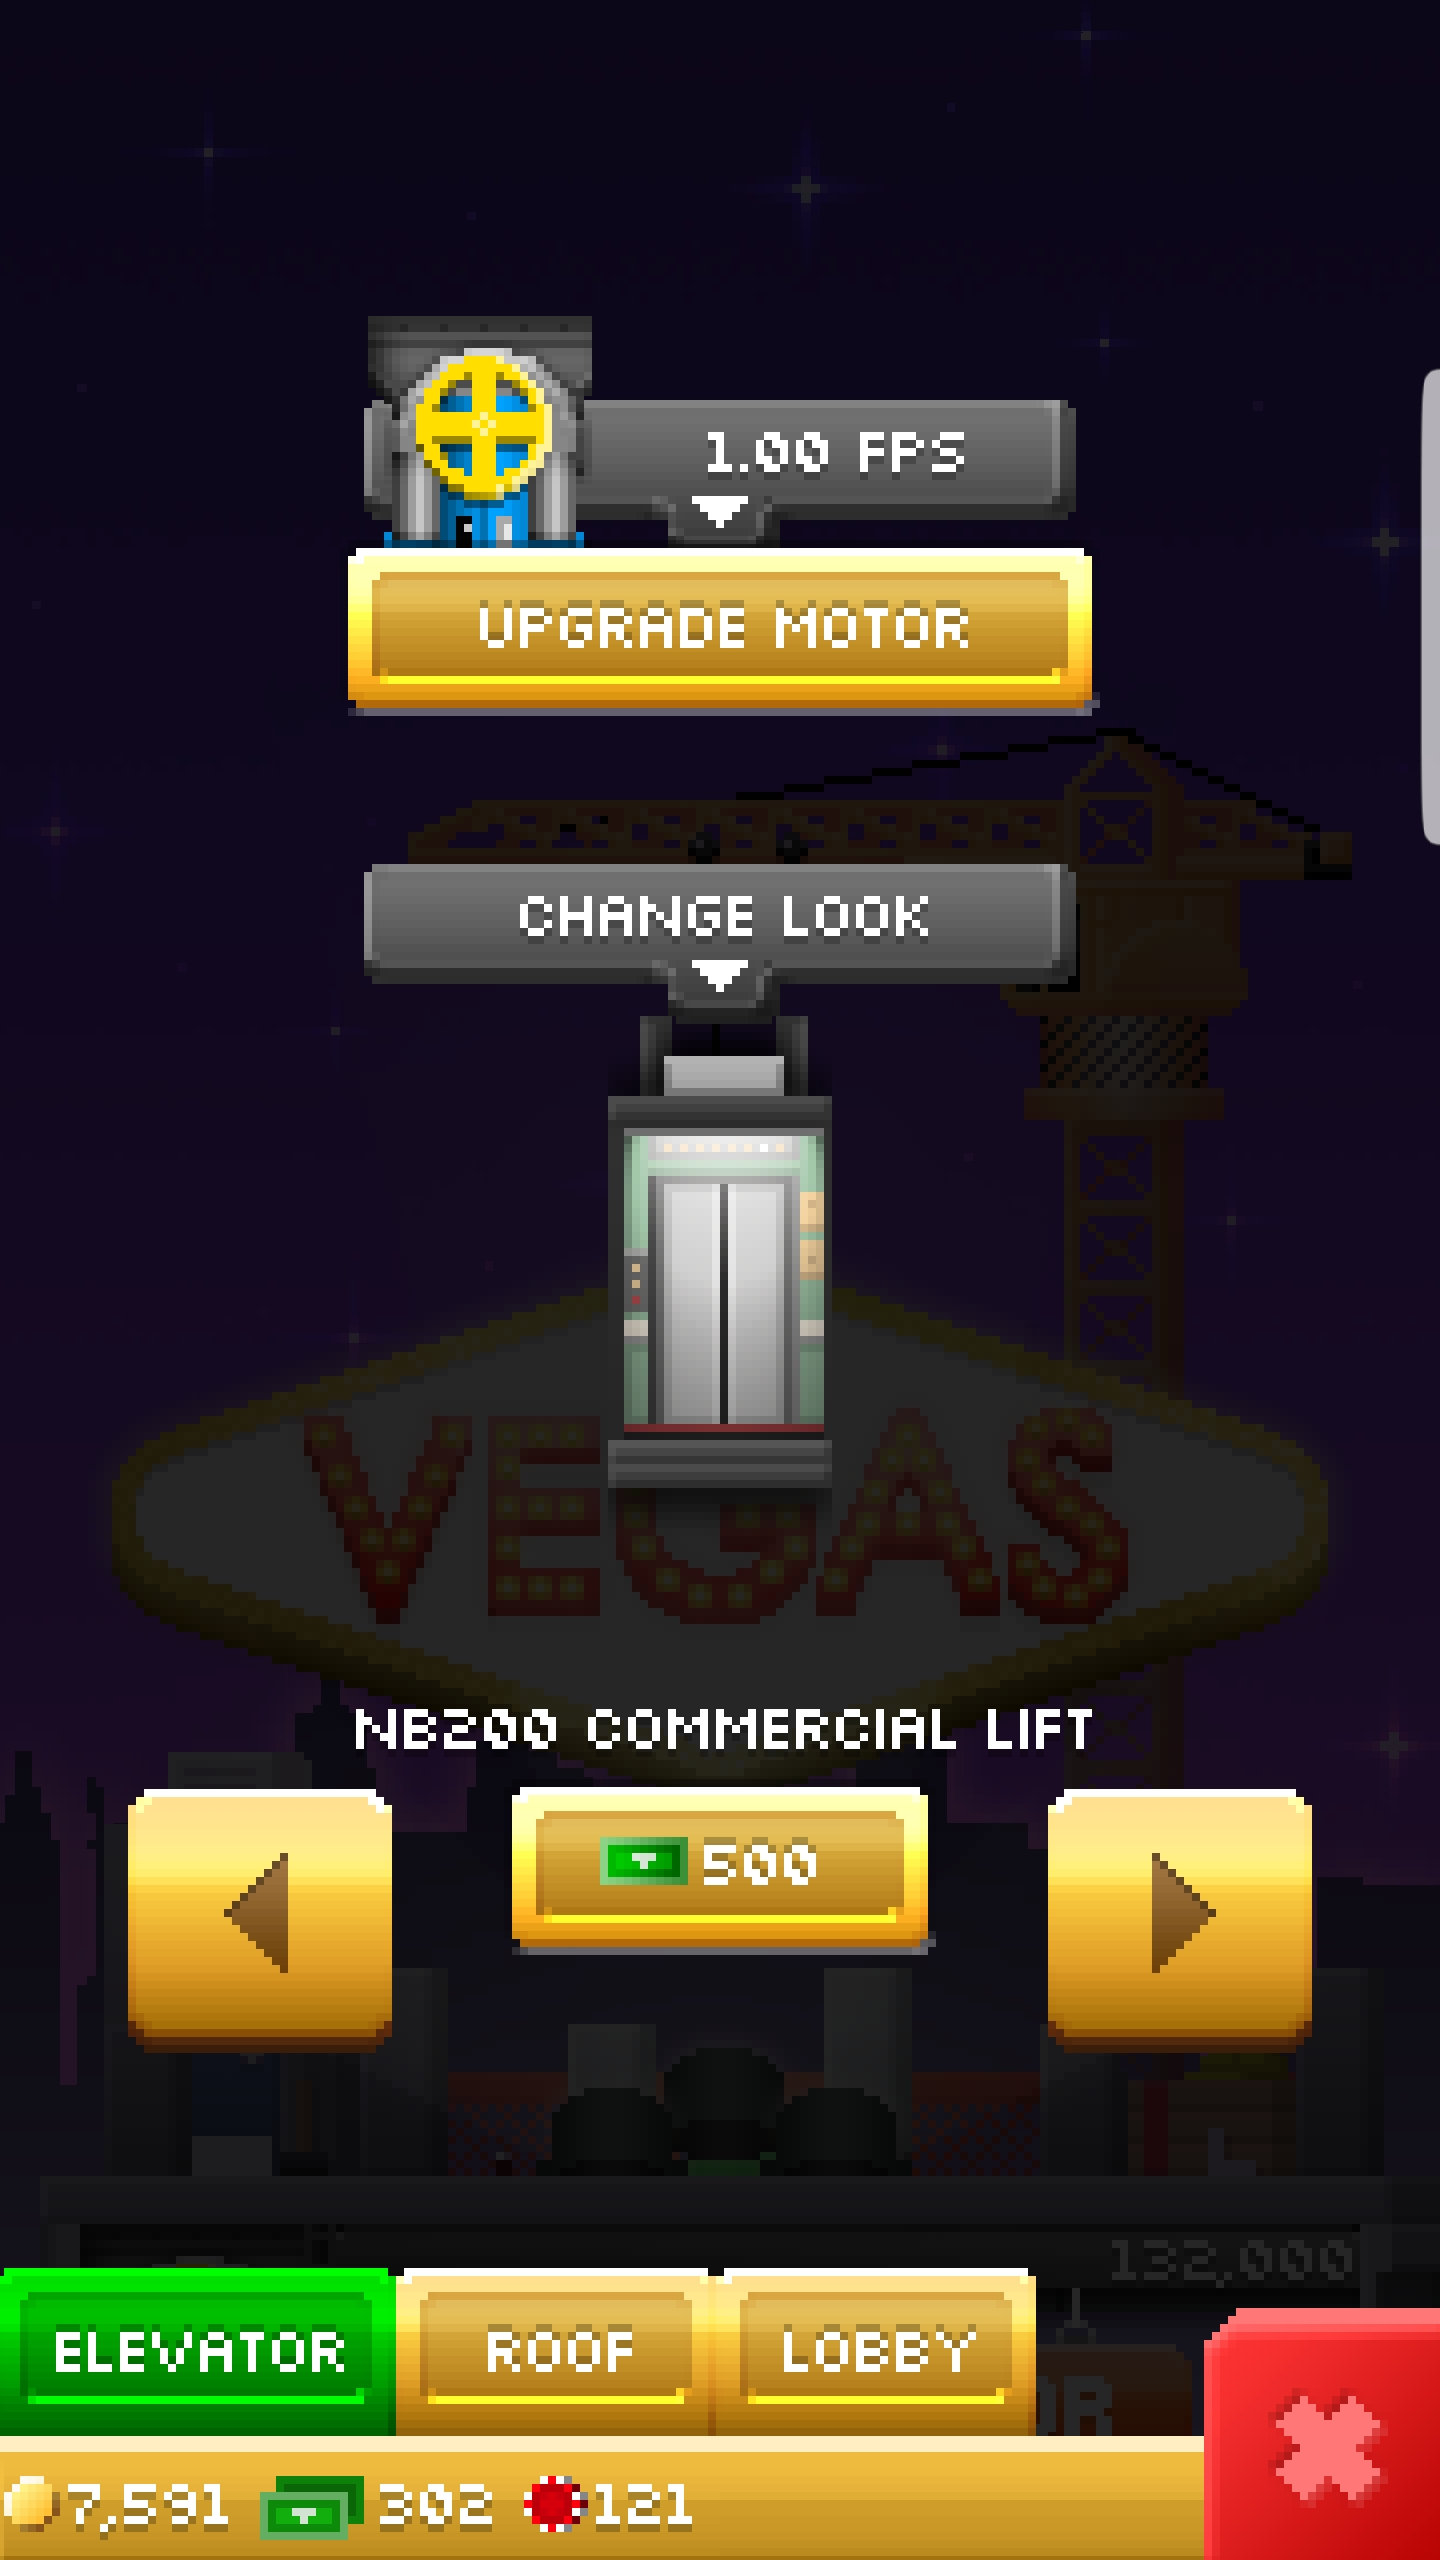 1.00 FPS
UPGRADE MOTOR
CHANGE LOOK
VEGAS
NB200 COMMERCIAL LIFT
500
132,000
ELEVATOR
ROOF
LOBBY
7,591
302
121